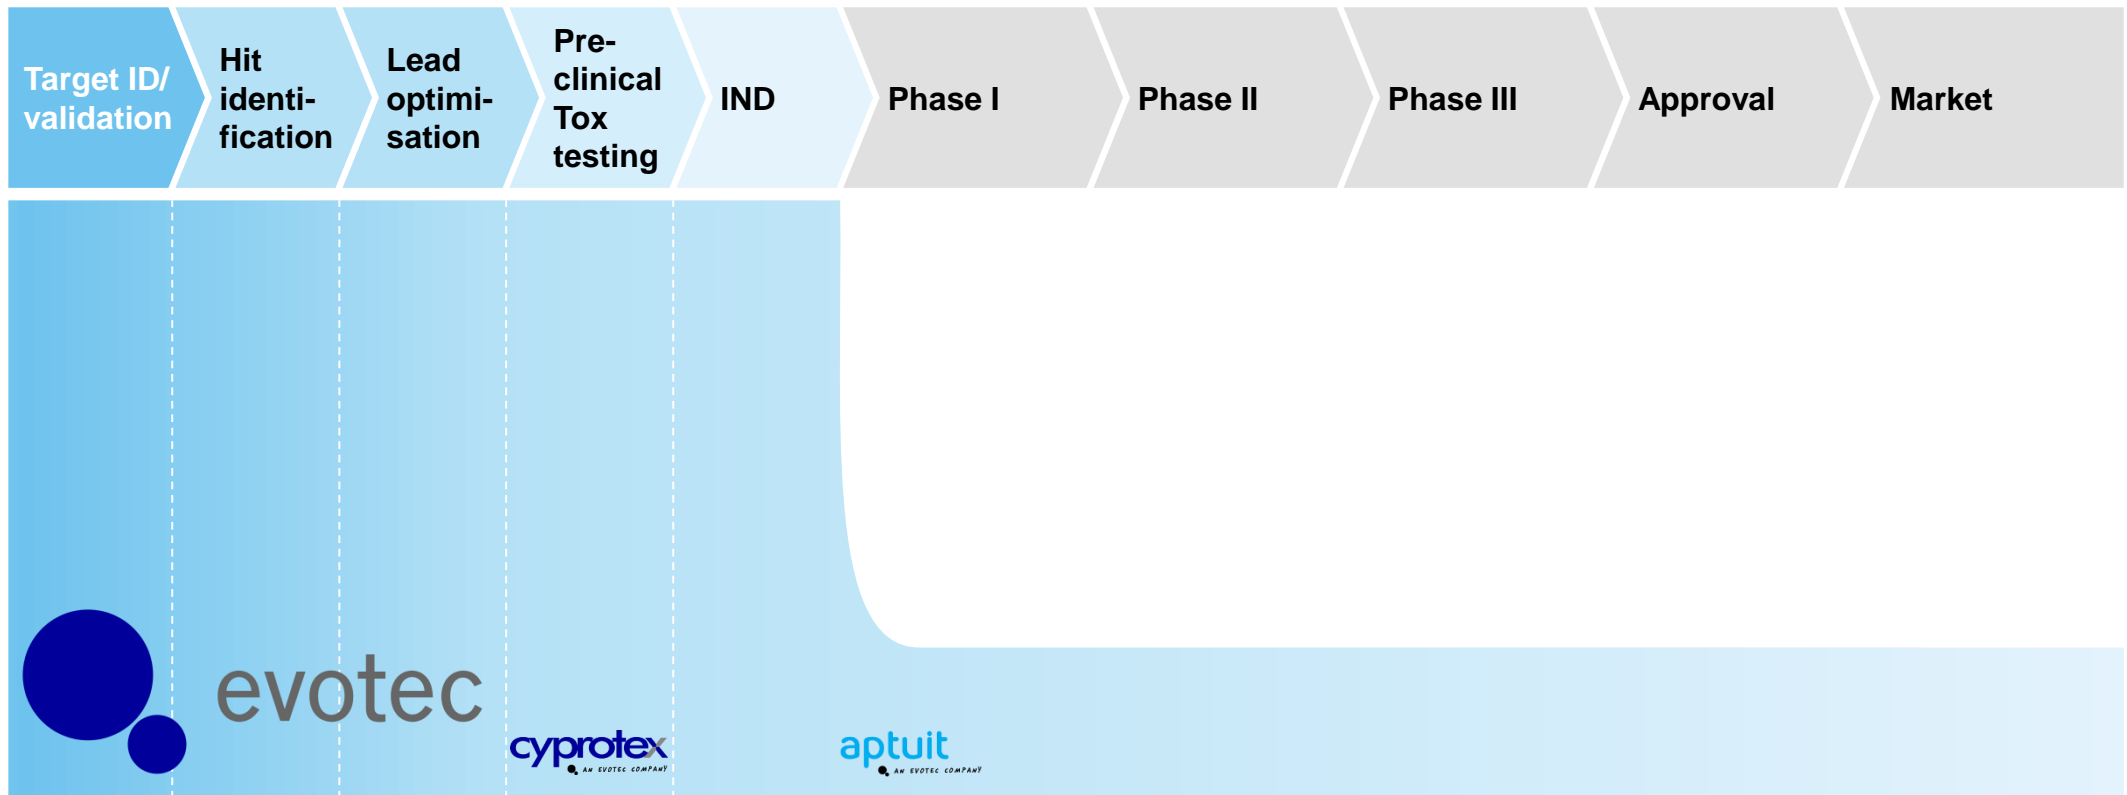 Target ID/
validation
Hit
identi-
fication
Lead
optimi-
sation
Pre-
clinical
Tox
testing
IND
Phase I
Phase II
Phase III
Approval
Market
evotec
cyprotex
AN EVOTEC COMPANY
aptuit
AN EVOTEC COMPANY